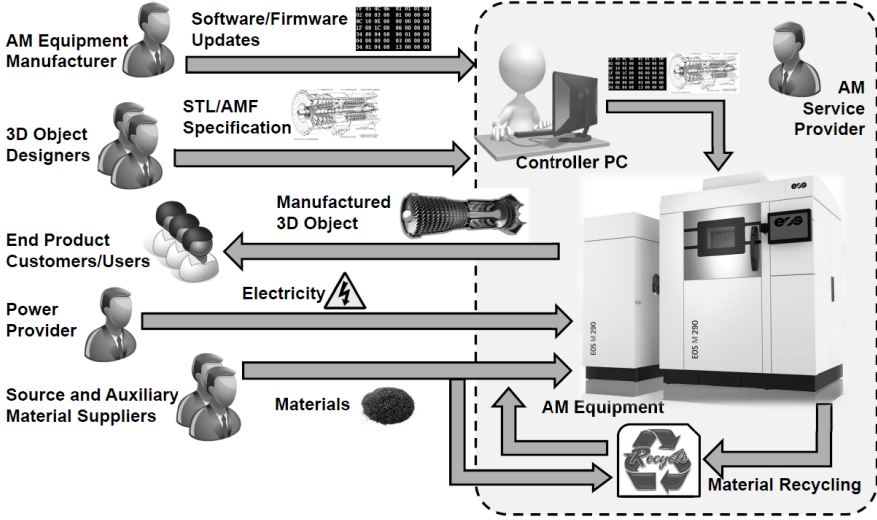 AM Equipment
Manufacturer
Software/Firmware
Updates
3D Object
Designers
STL/AMF
Specification
Controller PC
AM
Service
Provider
Manufactured
3D Object
End Product
Customers/Users
Power
Provider
Electricity
eos
eos
EOS M 290
EOS M 290
Source and Auxiliary
Material Suppliers
Materials
AM Equipment
Recycle
Material Recycling